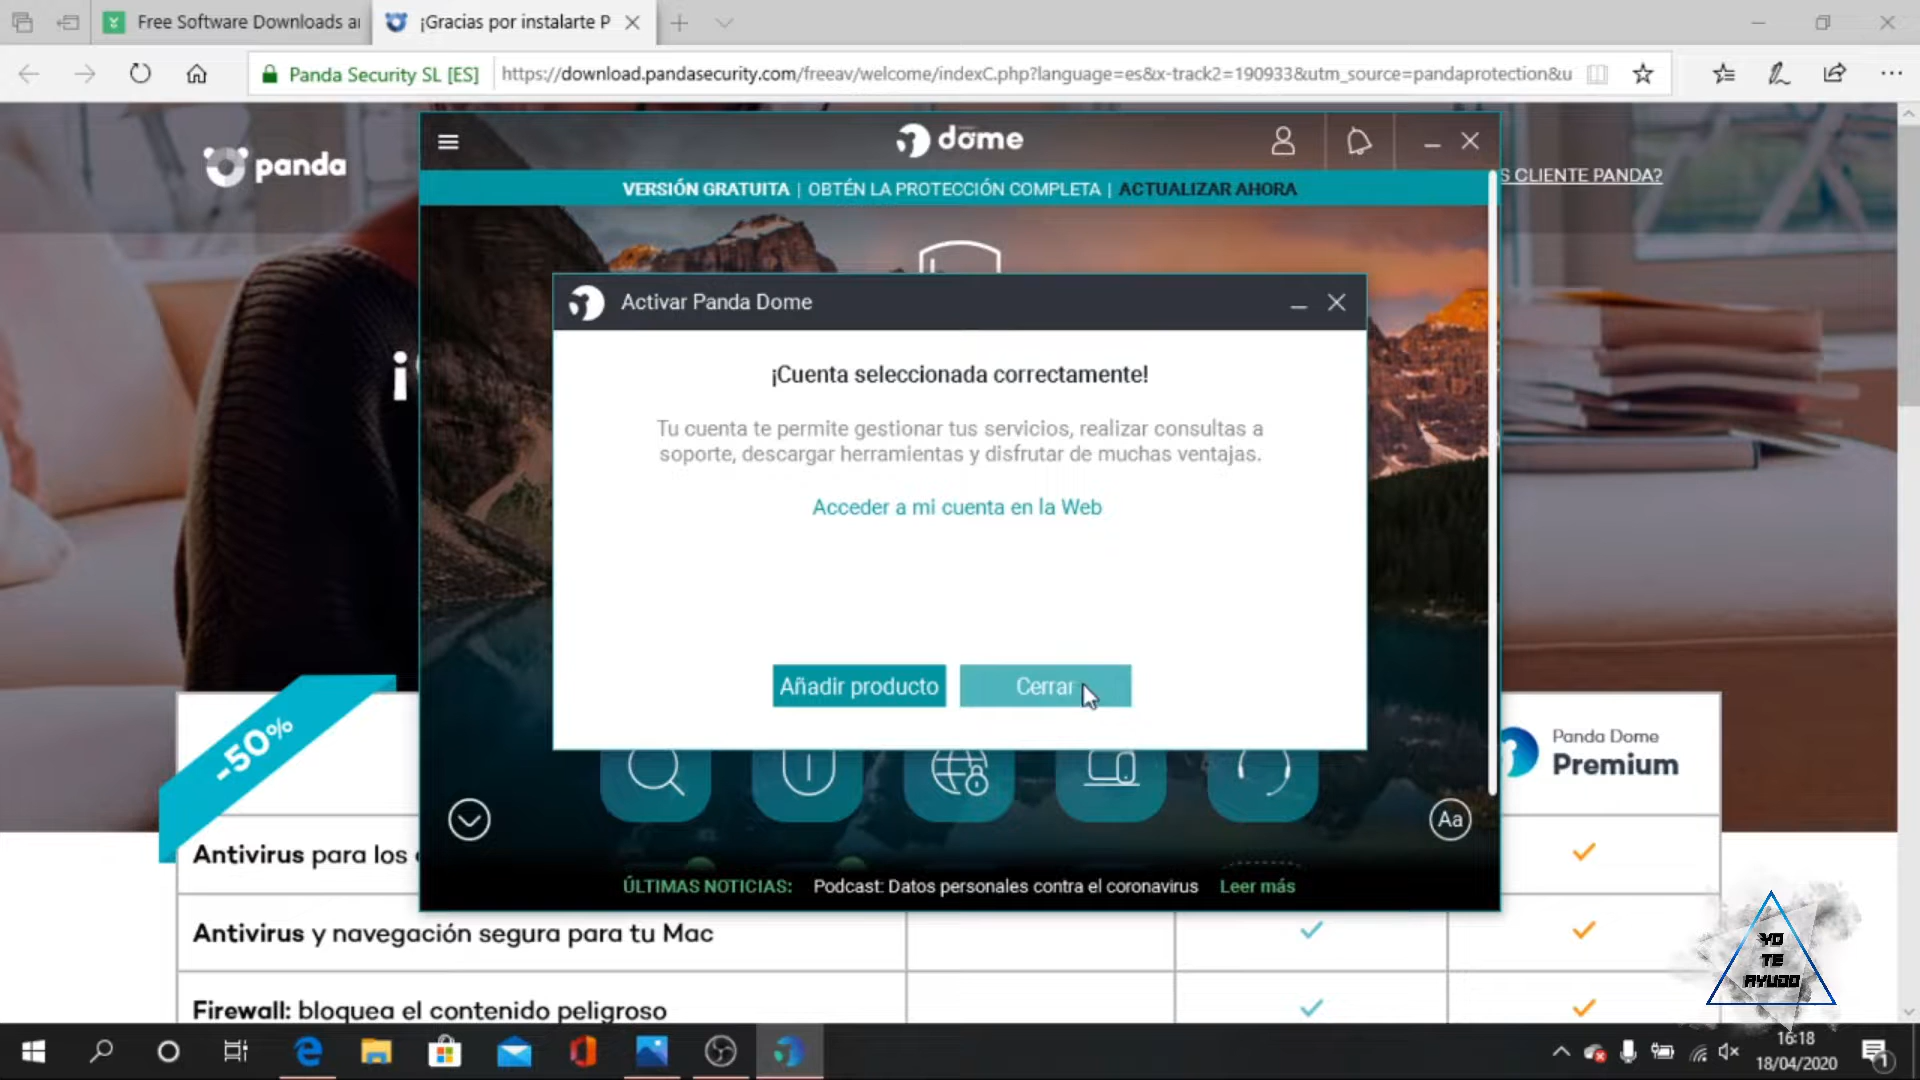 Free Software Downloads a
¡Gracias por instalarte P
Panda Security SL [ES]
https://download.pandasecurity.com/freeav/welcome/indexC.php?language=es&x-track2=190933&utm_source=pandaprotection&u
panda
dome
S CLIENTE PANDA?
VERSIÓN GRATUITA | OBTÉN LA PROTECCIÓN COMPLETA | ACTUALIZAR AHORA
Activar Panda Dome
¡
¡Cuenta seleccionada correctamente!
Tu cuenta te permite gestionar tus servicios, realizar consultas a
soporte, descargar herramientas y disfrutar de muchas ventajas.
Acceder a mi cuenta en la Web
Añadir producto
Cerrar
-50%
Panda Dome
Premium
Aa
Antivirus para los
ÚLTIMAS NOTICIAS: Podcast: Datos personales contra el coronavirus Leer más
Antivirus y navegación segura para tu Mac
Firewall: bloquea el contenido peligroso
YO
TE
AYUDO
16:18
18/04/2020
1